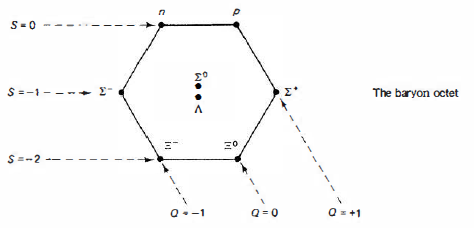 n p
S = 0
Σ⁰
S = -1 Σ⁻ Σ⁺ The baryon octet
Λ
Ξ⁻ Ξ⁰
S = -2
Q = -1 Q = 0 Q = +1